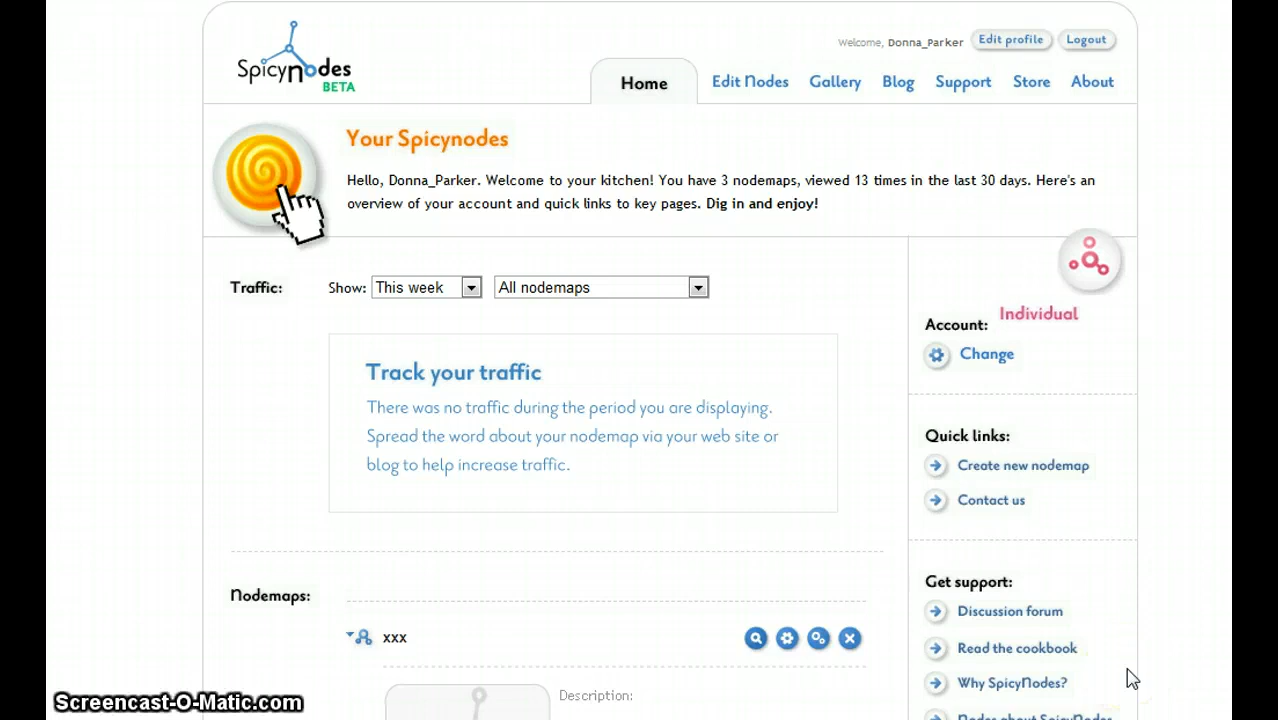 Welcome, Donna_Parker Edit profile Logout
Spicynodes
BETA
Home Edit Nodes Gallery Blog Support Store About
Your Spicynodes
Hello, Donna_Parker. Welcome to your kitchen! You have 3 nodemaps, viewed 13 times in the last 30 days. Here's an
overview of your account and quick links to key pages. Dig in and enjoy!
Traffic: Show: This week All nodemaps
Track your traffic
There was no traffic during the period you are displaying.
Spread the word about your nodemap via your web site or
blog to help increase traffic.
Nodemaps:
xxx
Description:
Individual
Account:
Change
Quick links:
Create new nodemap
Contact us
Get support:
Discussion forum
Read the cookbook
Why SpicyNodes?
Nodes about SpicyNodes
Screencast-O-Matic.com